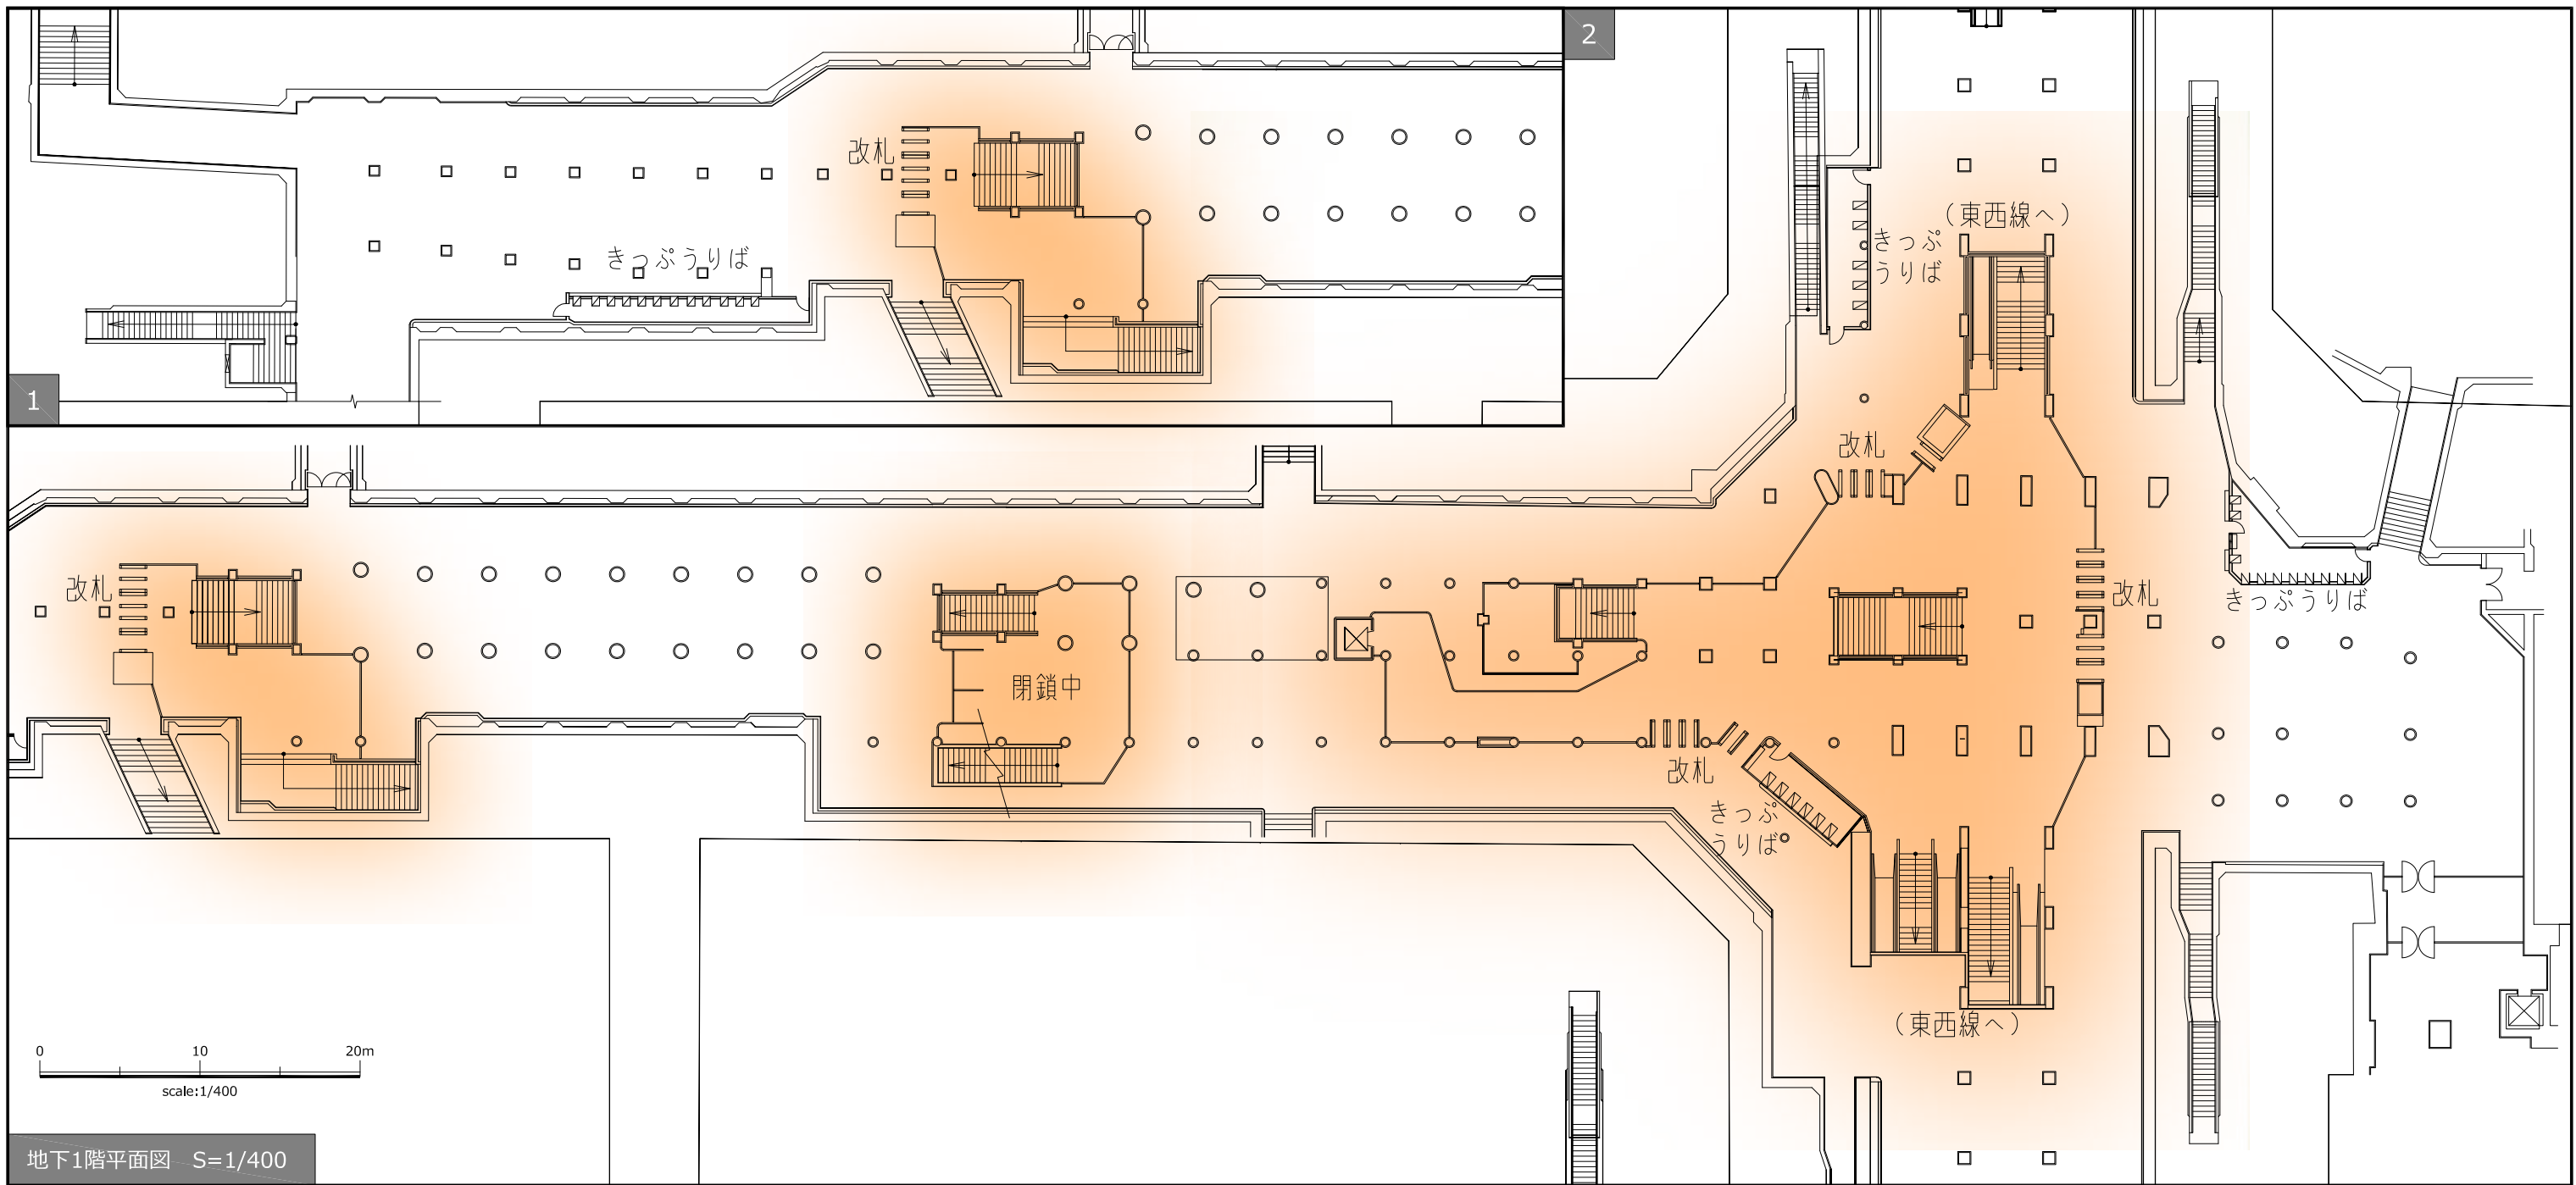 1
改札
きっぷうりば
2
(東西線へ)
きっぷ
うりば
改札
改札
きっぷうりば
改札
閉鎖中
改札
きっぷ
うりば
(東西線へ)
0 10 20m
scale:1/400
地下1階平面図 S=1/400